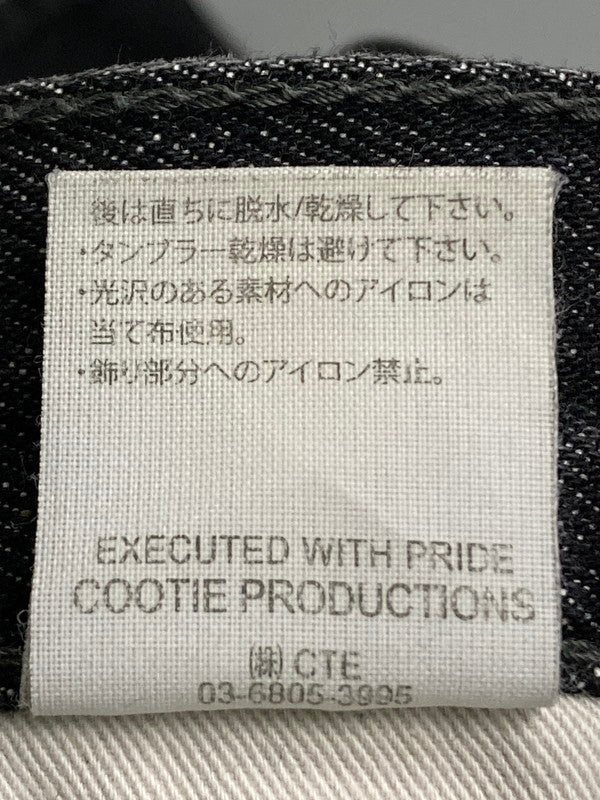 後は直ちに脱水/乾燥して下さい。
・タンブラー乾燥は避けて下さい。
・光沢のある素材へのアイロンは
当て布使用。
・飾り部分へのアイロン禁止。
EXECUTED WITH PRIDE
COOTIE PRODUCTIONS
㈱ CTE
03-6805-3995